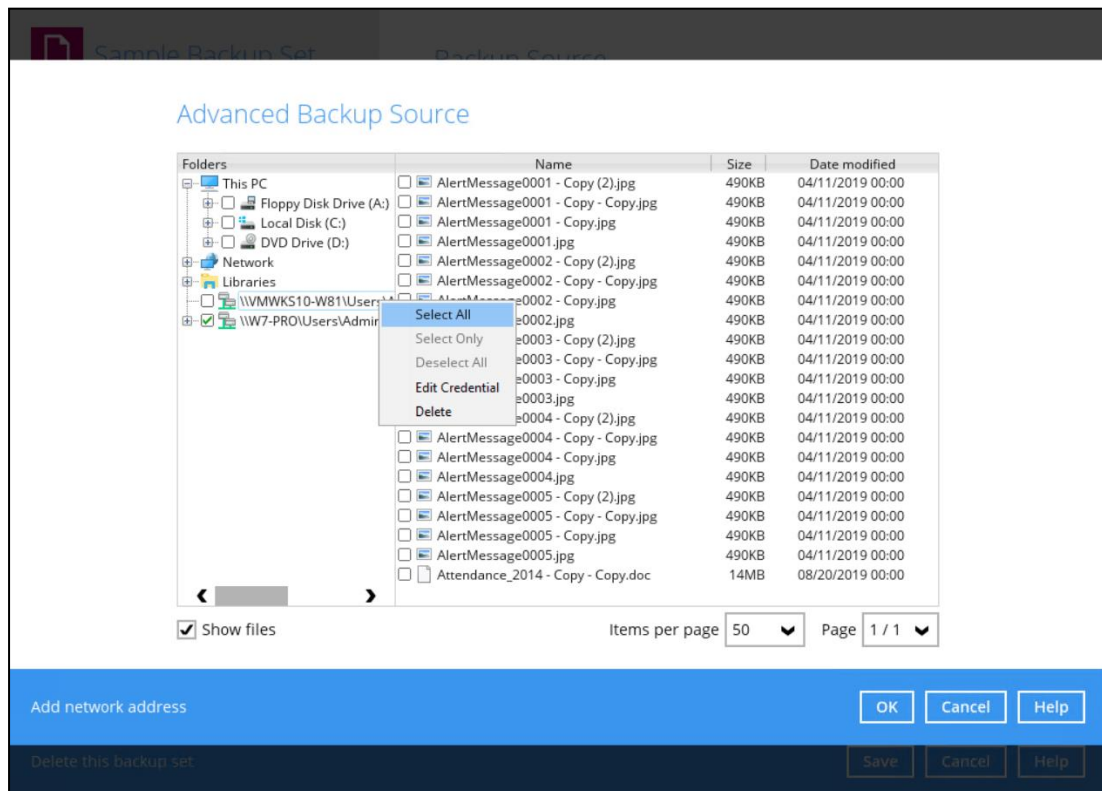 Sample Backup Set
Backup Source
Advanced Backup Source
Folders
Name Size Date modified
This PC
Floppy Disk Drive (A:)
Local Disk (C:)
DVD Drive (D:)
Network
Libraries
\\VMWKS10-W81\Users\
\\W7-PRO\Users\Admin
AlertMessage0001 - Copy (2).jpg 490KB 04/11/2019 00:00
AlertMessage0001 - Copy - Copy.jpg 490KB 04/11/2019 00:00
AlertMessage0001 - Copy.jpg 490KB 04/11/2019 00:00
AlertMessage0001.jpg 490KB 04/11/2019 00:00
AlertMessage0002 - Copy (2).jpg 490KB 04/11/2019 00:00
AlertMessage0002 - Copy - Copy.jpg 490KB 04/11/2019 00:00
AlertMessage0002 - Copy.jpg 490KB 04/11/2019 00:00
e0002.jpg 490KB 04/11/2019 00:00
e0003 - Copy (2).jpg 490KB 04/11/2019 00:00
e0003 - Copy - Copy.jpg 490KB 04/11/2019 00:00
e0003 - Copy.jpg 490KB 04/11/2019 00:00
e0003.jpg 490KB 04/11/2019 00:00
e0004 - Copy (2).jpg 490KB 04/11/2019 00:00
AlertMessage0004 - Copy - Copy.jpg 490KB 04/11/2019 00:00
AlertMessage0004 - Copy.jpg 490KB 04/11/2019 00:00
AlertMessage0004.jpg 490KB 04/11/2019 00:00
AlertMessage0005 - Copy (2).jpg 490KB 04/11/2019 00:00
AlertMessage0005 - Copy - Copy.jpg 490KB 04/11/2019 00:00
AlertMessage0005 - Copy.jpg 490KB 04/11/2019 00:00
AlertMessage0005.jpg 490KB 04/11/2019 00:00
Attendance_2014 - Copy - Copy.doc 14MB 08/20/2019 00:00
Select All
Select Only
Deselect All
Edit Credential
Delete
Show files
Items per page 50 Page 1 / 1
Add network address
OK Cancel Help
Delete this backup set
Save Cancel Help